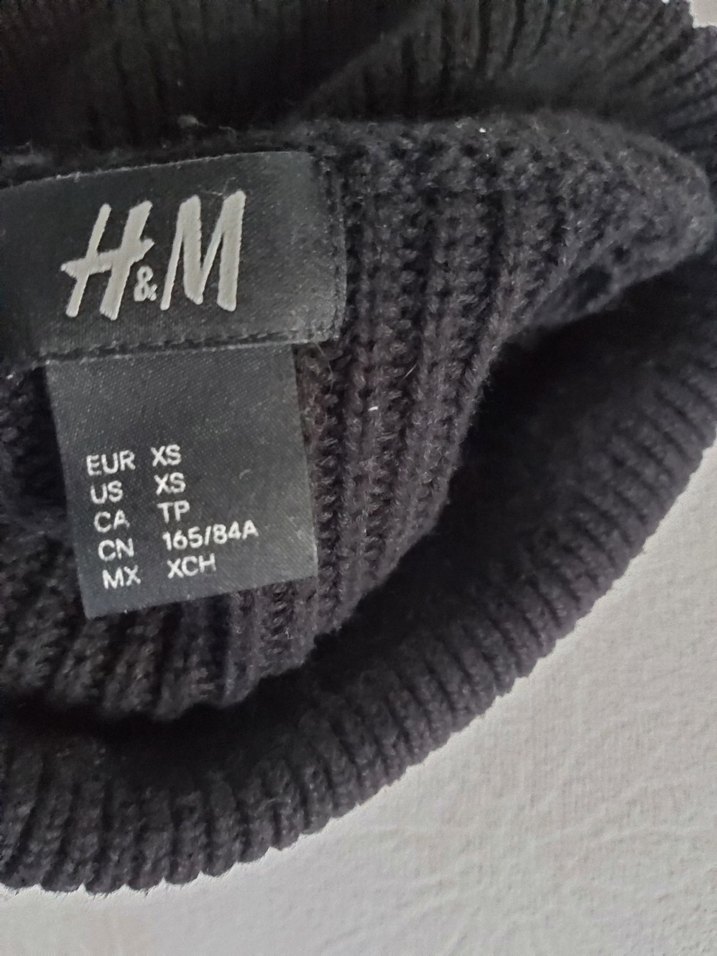 H&M
EUR XS
US XS
CA TP
CN 165/84A
MX XCH